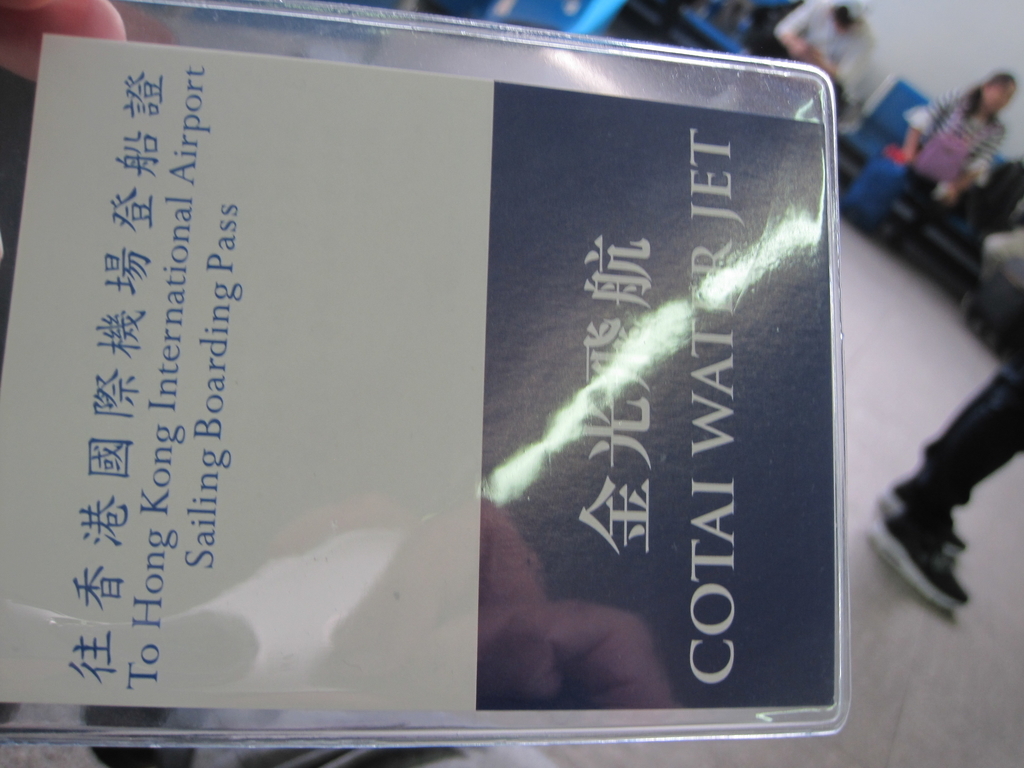 往香港國際機場登船證
To Hong Kong International Airport
Sailing Boarding Pass
金光飛航
COTAI WATER JET